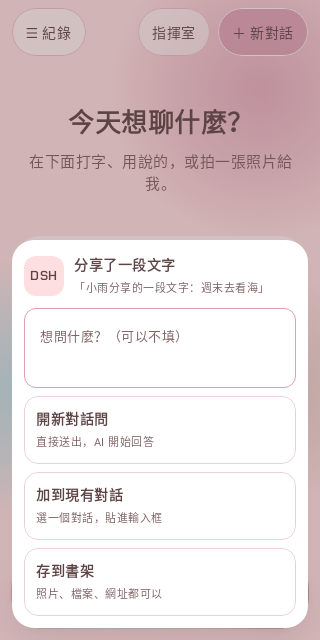 ☰ 紀錄
指揮室
＋ 新對話
今天想聊什麼？
在下面打字、用說的，或拍一張照片給
我。
DSH
分享了一段文字
「小雨分享的一段文字：週末去看海」
想問什麼？（可以不填）
開新對話問
直接送出，AI 開始回答
加到現有對話
選一個對話，貼進輸入框
存到書架
照片、檔案、網址都可以